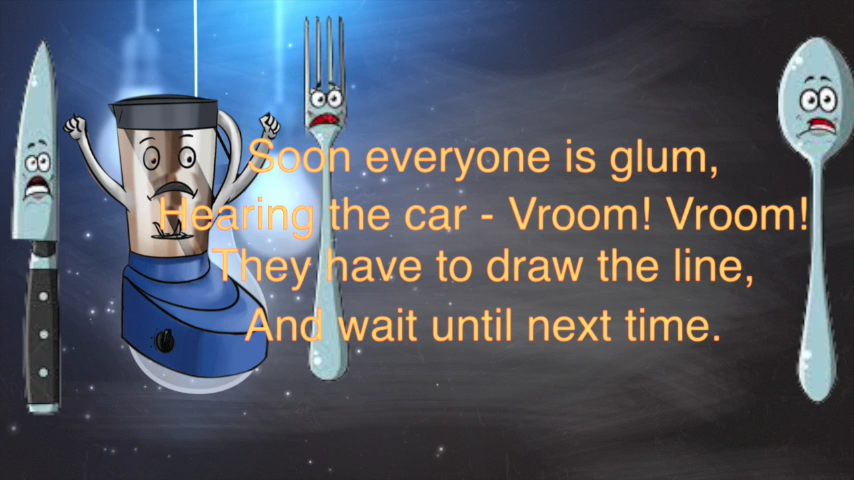 Soon everyone is glum,
Hearing the car - Vroom! Vroom!
They have to draw the line,
And wait until next time.